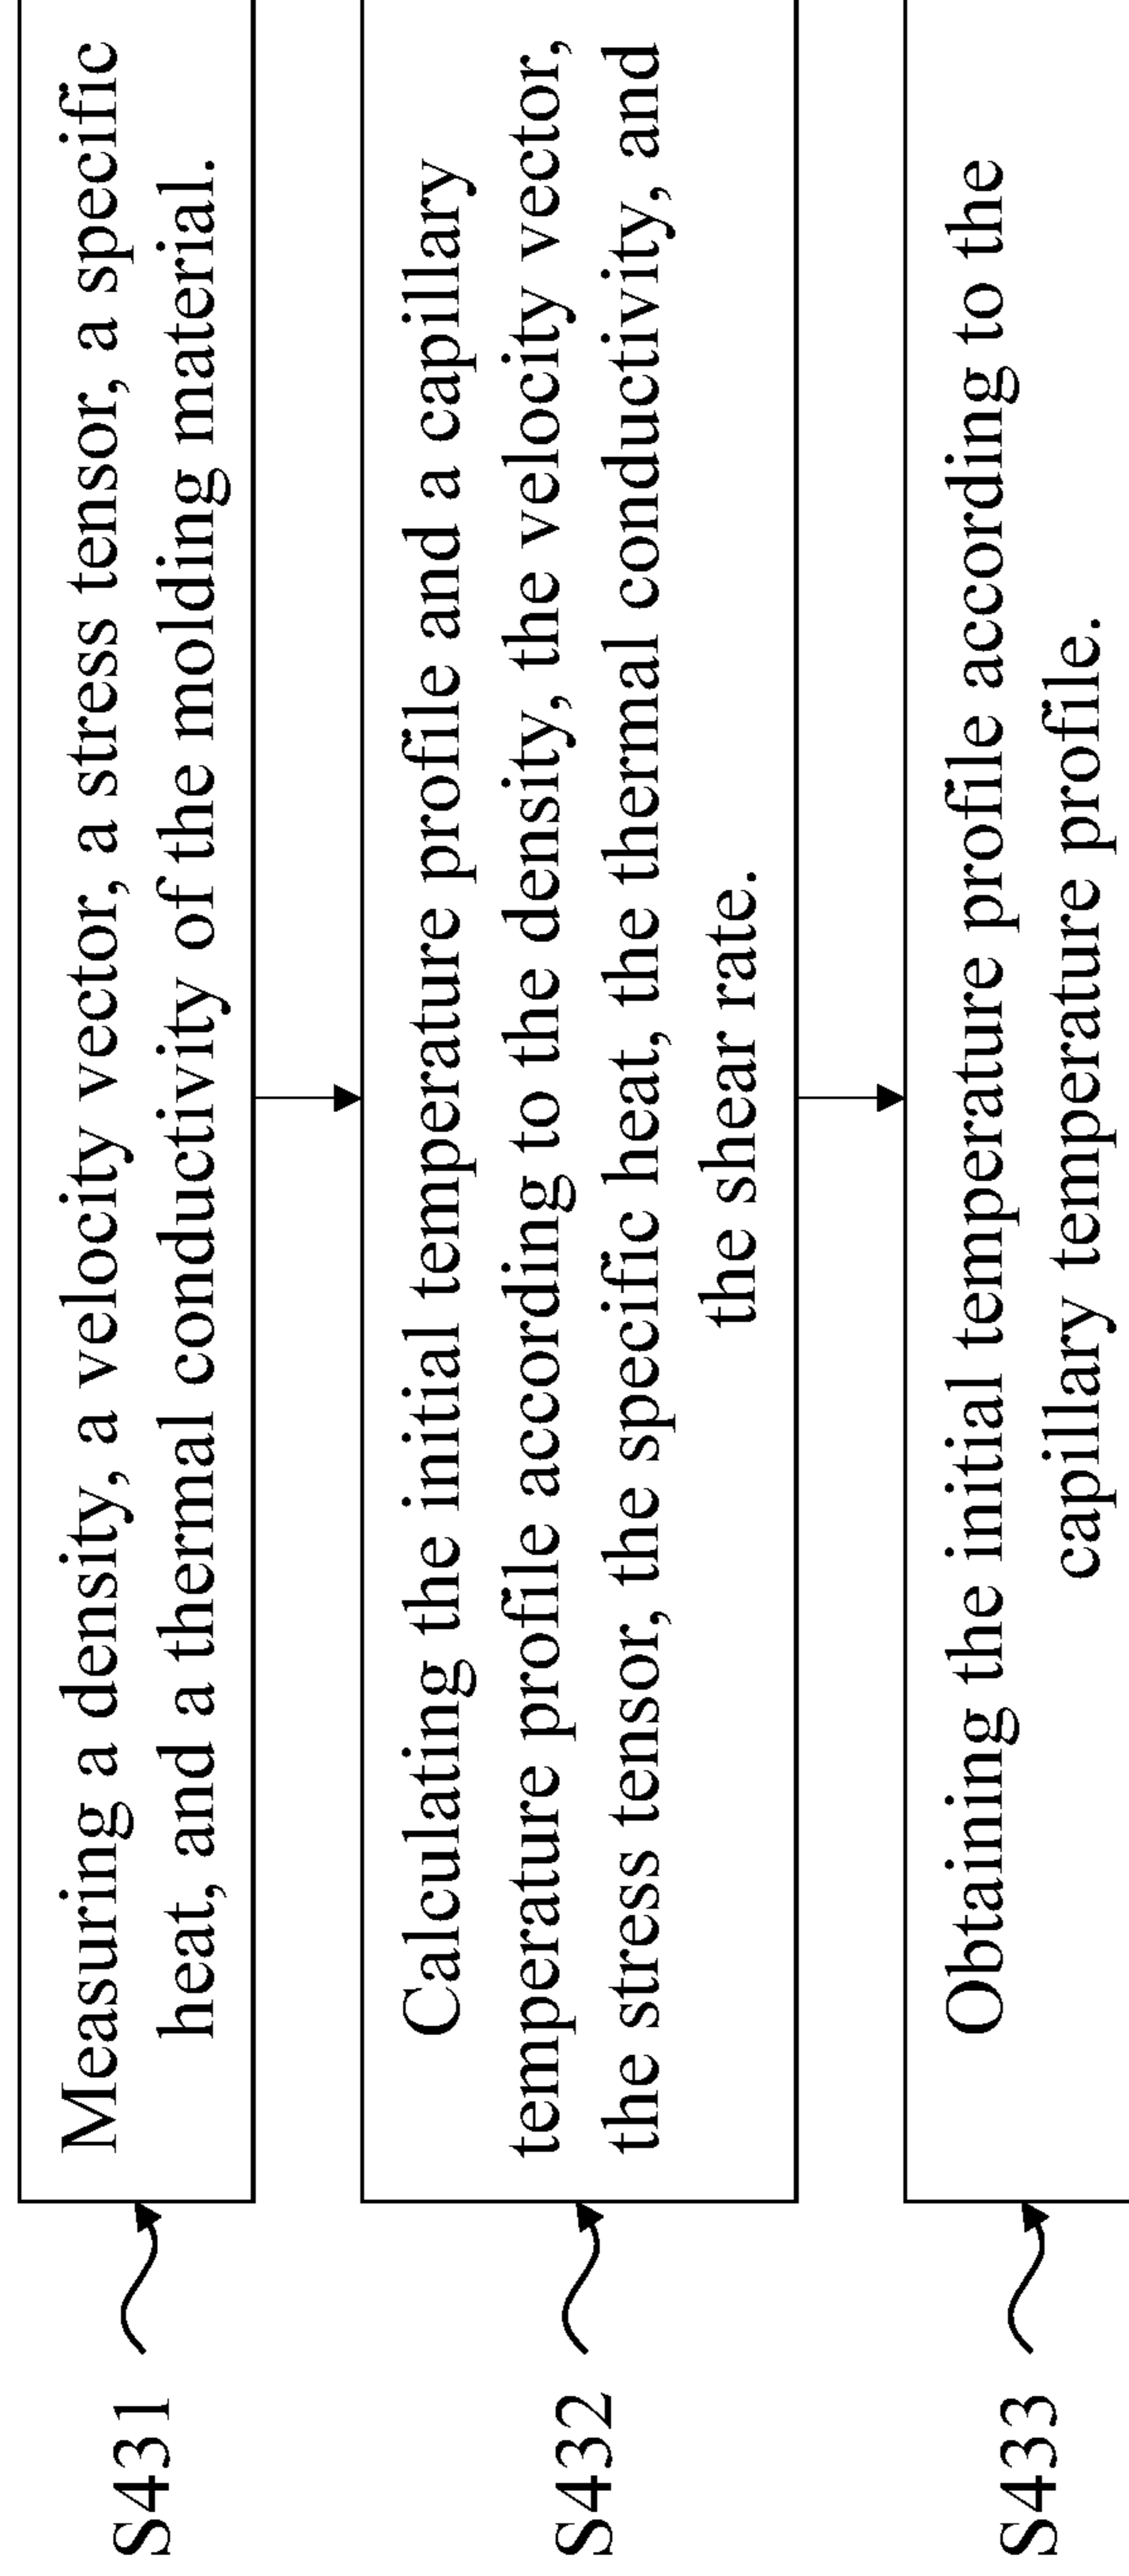 S431
Measuring a density, a velocity vector, a stress tensor, a specific
heat, and a thermal conductivity of the molding material.
S432
Calculating the initial temperature profile and a capillary
temperature profile according to the density, the velocity vector,
the stress tensor, the specific heat, the thermal conductivity, and
the shear rate.
S433
Obtaining the initial temperature profile according to the
capillary temperature profile.